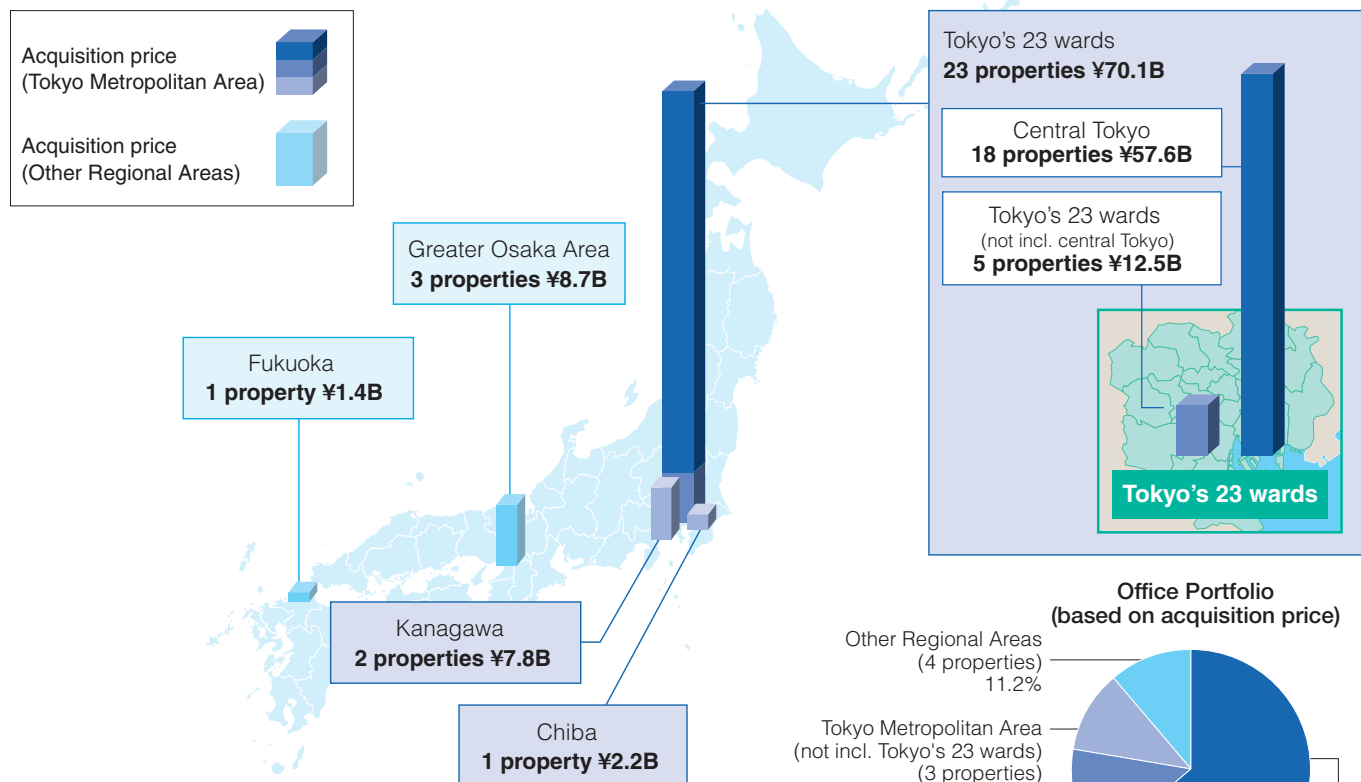 Acquisition price
(Tokyo Metropolitan Area)
Acquisition price
(Other Regional Areas)
Tokyo’s 23 wards
23 properties ¥70.1B
Central Tokyo
18 properties ¥57.6B
Tokyo’s 23 wards
(not incl. central Tokyo)
5 properties ¥12.5B
Tokyo’s 23 wards
Greater Osaka Area
3 properties ¥8.7B
Fukuoka
1 property ¥1.4B
Kanagawa
2 properties ¥7.8B
Chiba
1 property ¥2.2B
Office Portfolio
(based on acquisition price)
Other Regional Areas
(4 properties)
11.2%
Tokyo Metropolitan Area
(not incl. Tokyo's 23 wards)
(3 properties)